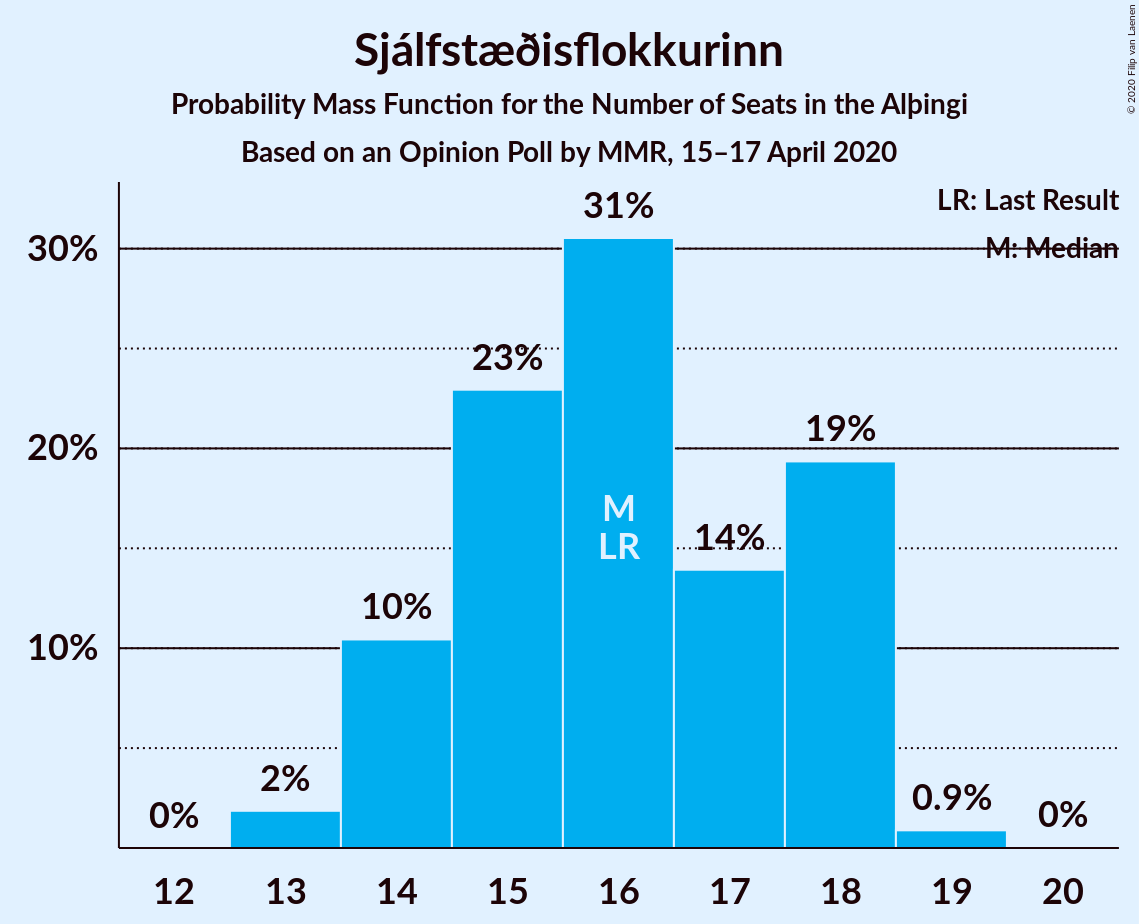 Sjálfstæðisflokkurinn
Probability Mass Function for the Number of Seats in the Alþingi
Based on an Opinion Poll by MMR, 15–17 April 2020
© 2020 Filip van Laenen
LR: Last Result
M: Median
30%
20%
10%
0%
2%
10%
23%
31%
14%
19%
0.9%
0%
M
LR
12 13 14 15 16 17 18 19 20